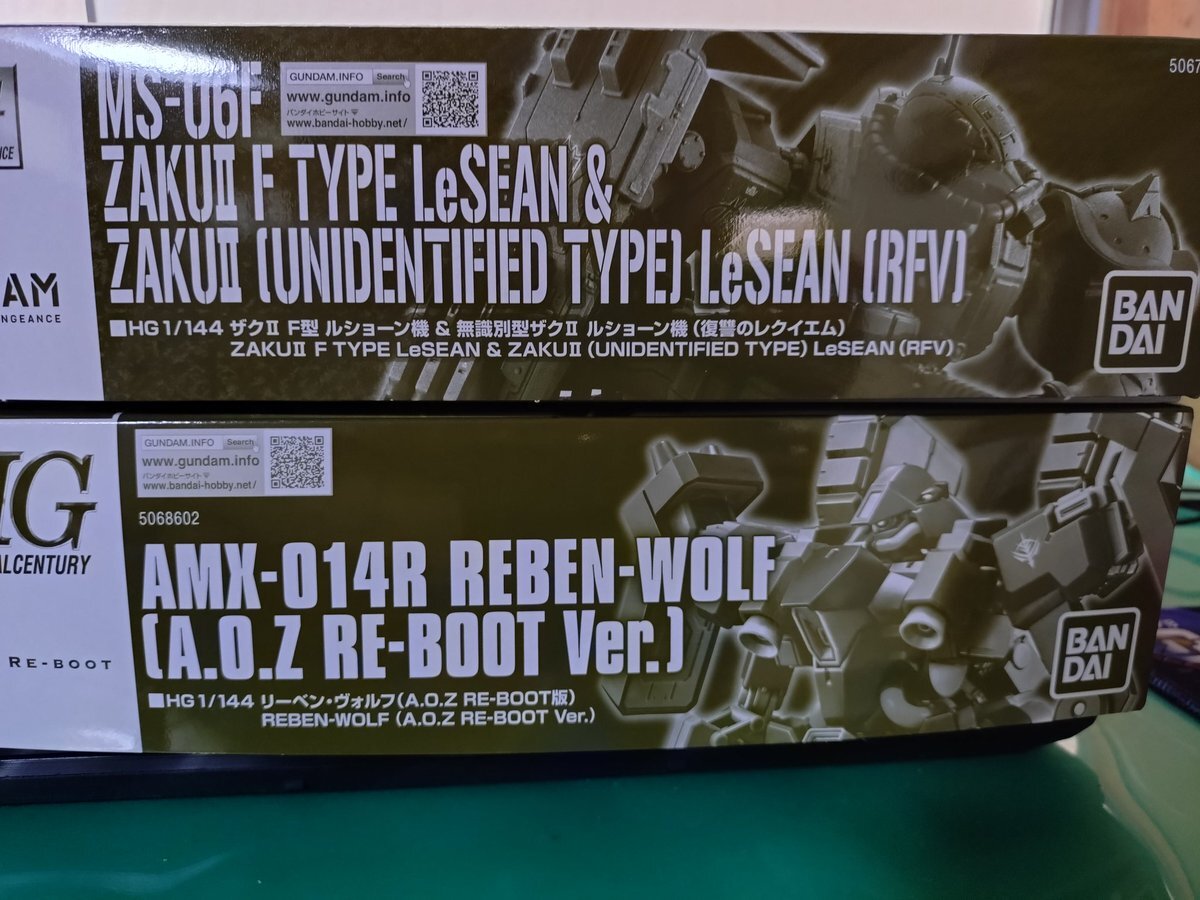 MS-06F
GUNDAM.INFO Search
www.gundam.info
バンダイホビーサイト
www.bandai-hobby.net/
5067
ZAKUⅡ F TYPE LeSEAN &
ZAKUⅡ (UNIDENTIFIED TYPE) LeSEAN (RFV)
■HG 1/144 ザクⅡ F型 ルショーン機 & 無識別型ザクⅡ ルショーン機 (復讐のレクイエム)
ZAKUⅡ F TYPE LeSEAN & ZAKUⅡ (UNIDENTIFIED TYPE) LeSEAN (RFV)
ICE
AM
NGEANCE
BAN
DAI
GUNDAM.INFO Search
www.gundam.info
バンダイホビーサイト
www.bandai-hobby.net/
5068602
HG
ALCENTURY
RE-BOOT
AMX-014R REBEN-WOLF
(A.O.Z RE-BOOT Ver.)
■HG 1/144 リーベン・ヴォルフ(A.O.Z RE-BOOT版)
REBEN-WOLF (A.O.Z RE-BOOT Ver.)
BAN
DAI